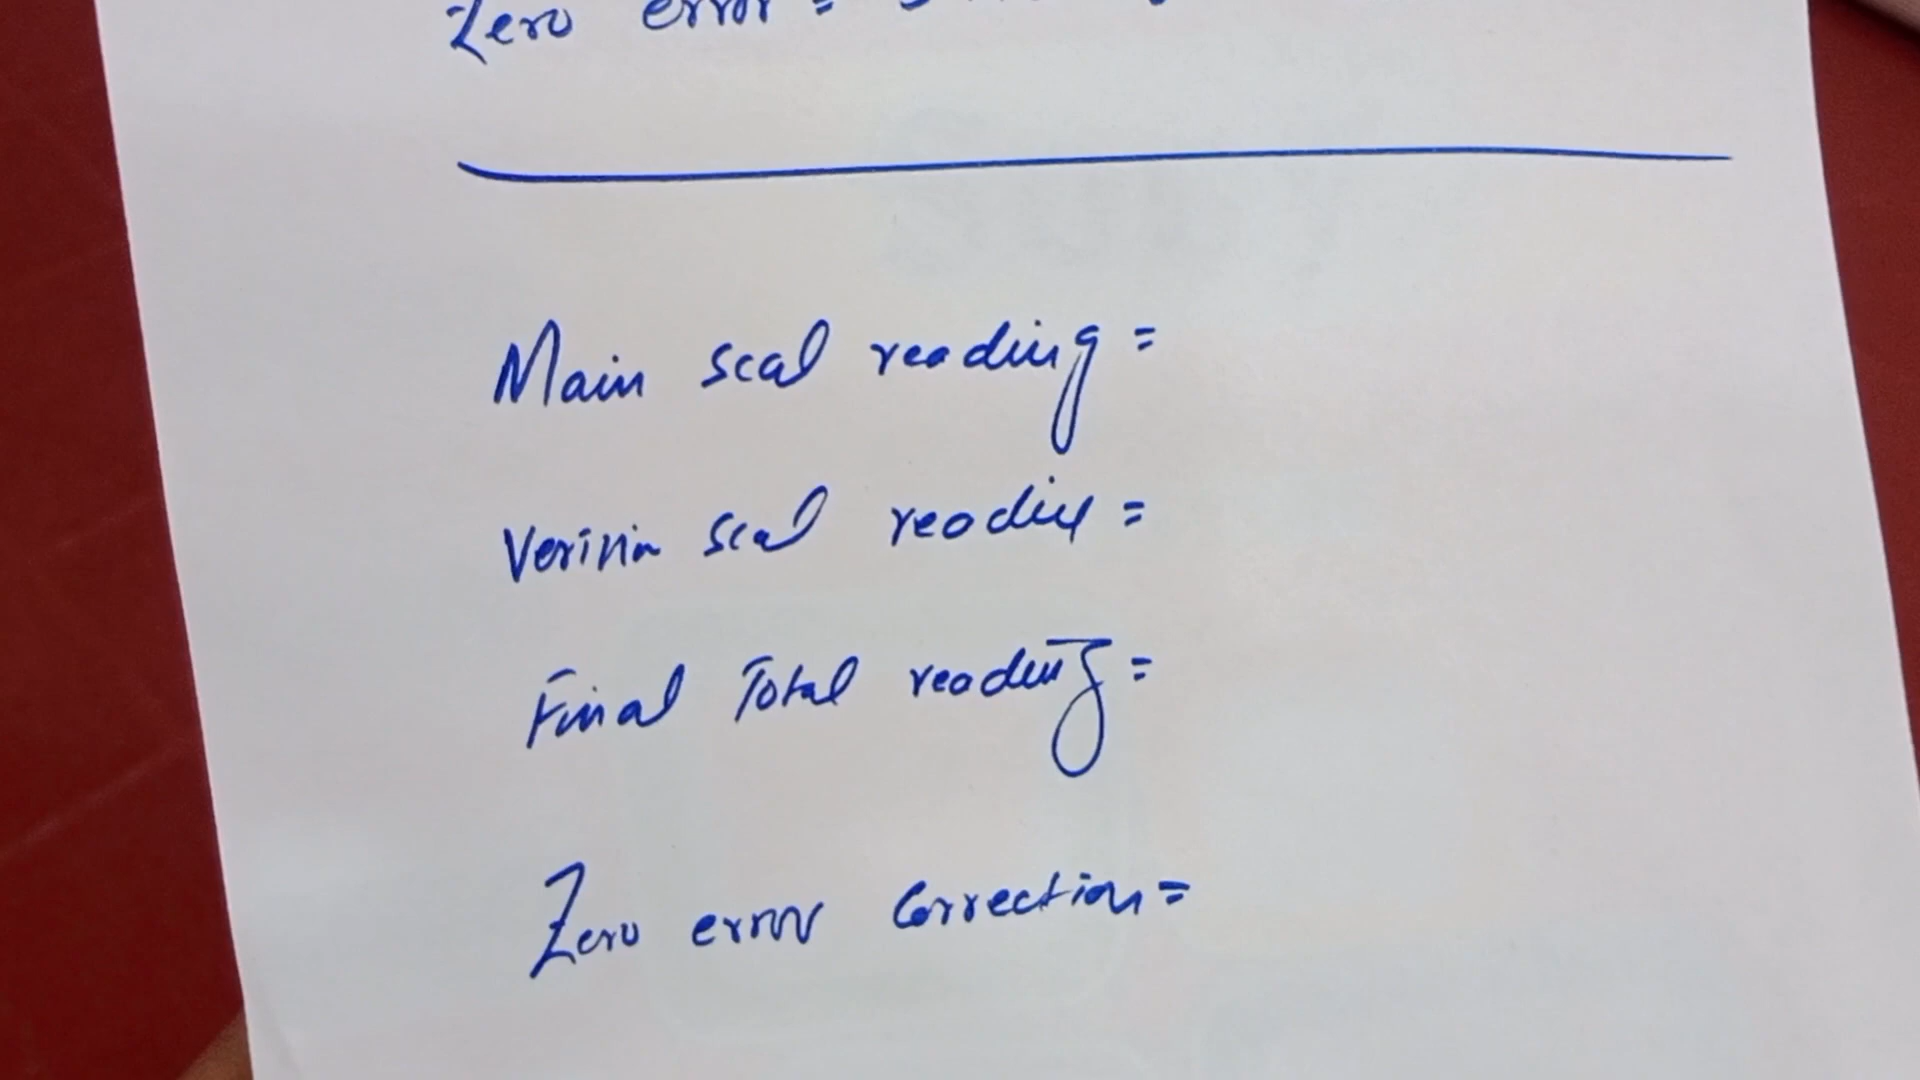 Zero error =
Main scal reading =
Verinin scal reading =
Final Total reading =
Zero error Correction =